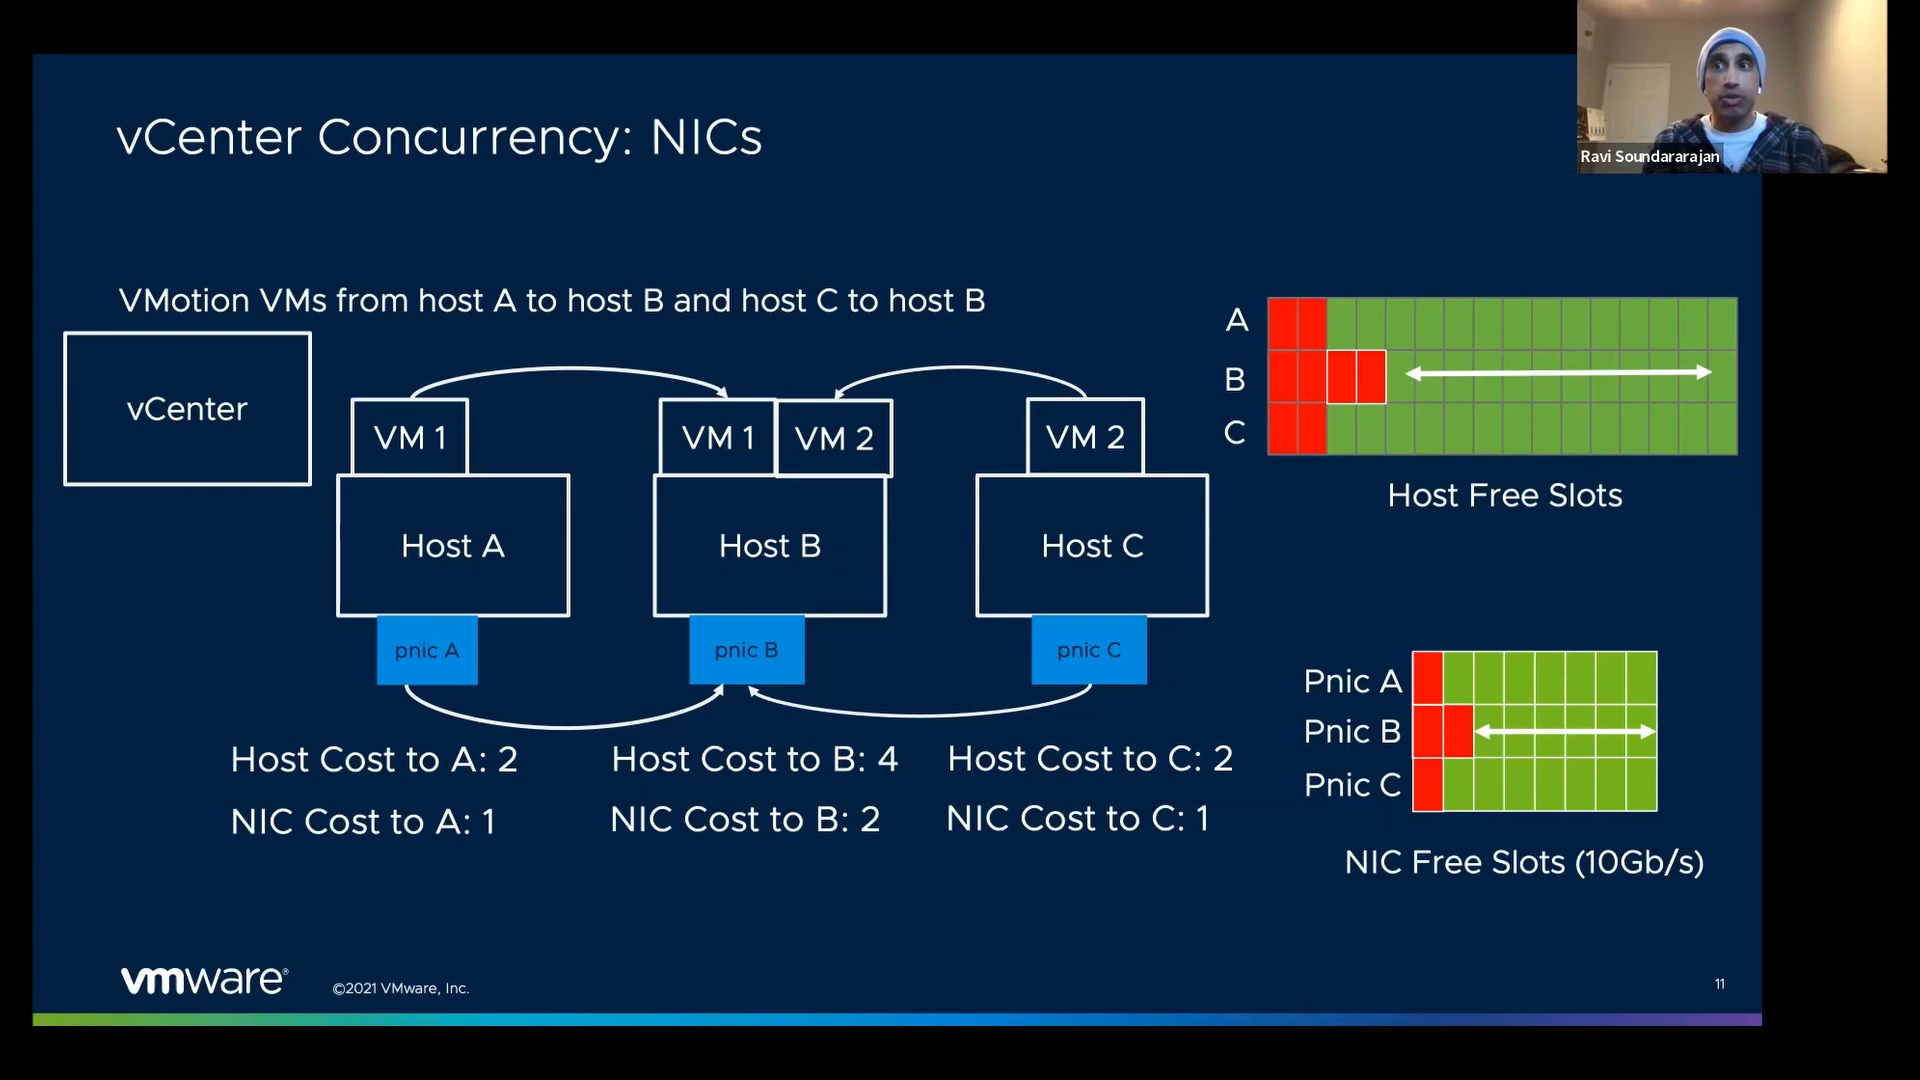 vCenter Concurrency: NICs
Ravi Soundararajan
VMotion VMs from host A to host B and host C to host B
vCenter
VM 1
VM 1
VM 2
VM 2
Host A
Host B
Host C
pnic A
pnic B
pnic C
Host Cost to A: 2
Host Cost to B: 4
Host Cost to C: 2
NIC Cost to A: 1
NIC Cost to B: 2
NIC Cost to C: 1
A
B
C
Host Free Slots
Pnic A
Pnic B
Pnic C
NIC Free Slots (10Gb/s)
vmware®
©2021 VMware, Inc.
11